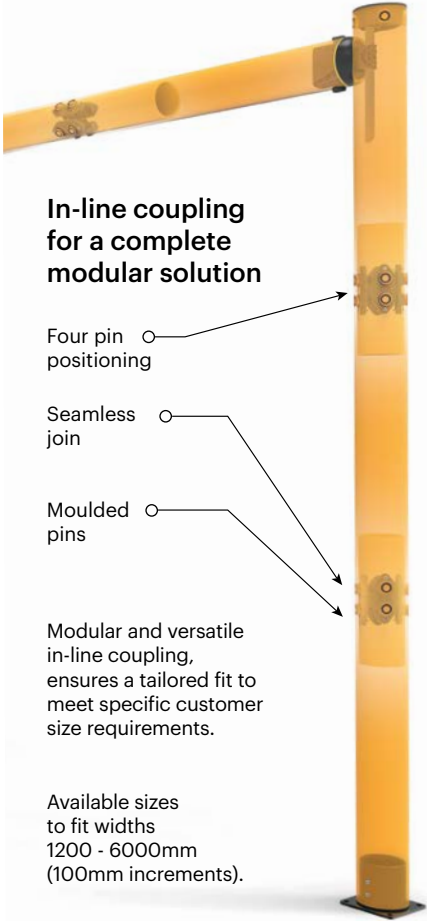 In-line coupling
for a complete
modular solution
Four pin
positioning
Seamless
join
Moulded
pins
Modular and versatile
in-line coupling,
ensures a tailored fit to
meet specific customer
size requirements.
Available sizes
to fit widths
1200 - 6000mm
(100mm increments).